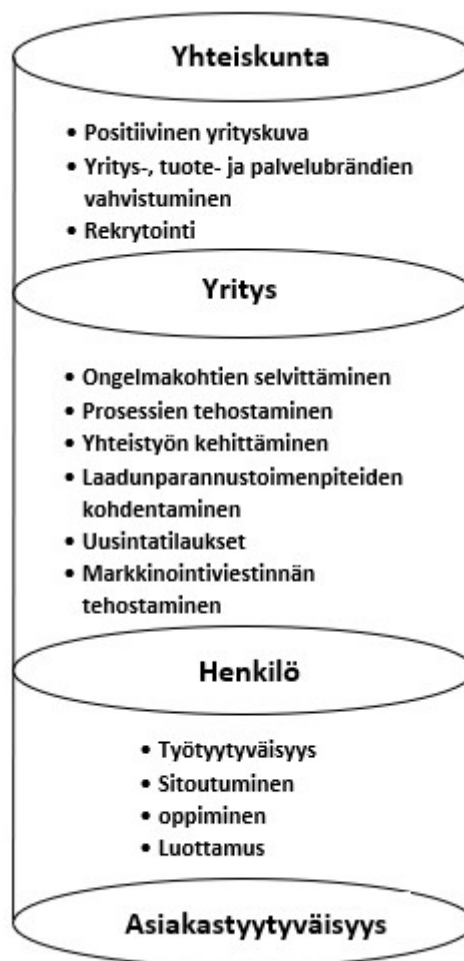 Yhteiskunta
• Positiivinen yrityskuva
• Yritys-, tuote- ja palvelubrändien
vahvistuminen
• Rekrytointi
Yritys
• Ongelmakohtien selvittäminen
• Prosessien tehostaminen
• Yhteistyön kehittäminen
• Laadunparannustoimenpiteiden
kohdentaminen
• Uusintatilaukset
• Markkinointiviestinnän
tehostaminen
Henkilö
• Työtyytyväisyys
• Sitoutuminen
• oppiminen
• Luottamus
Asiakastyytyväisyys